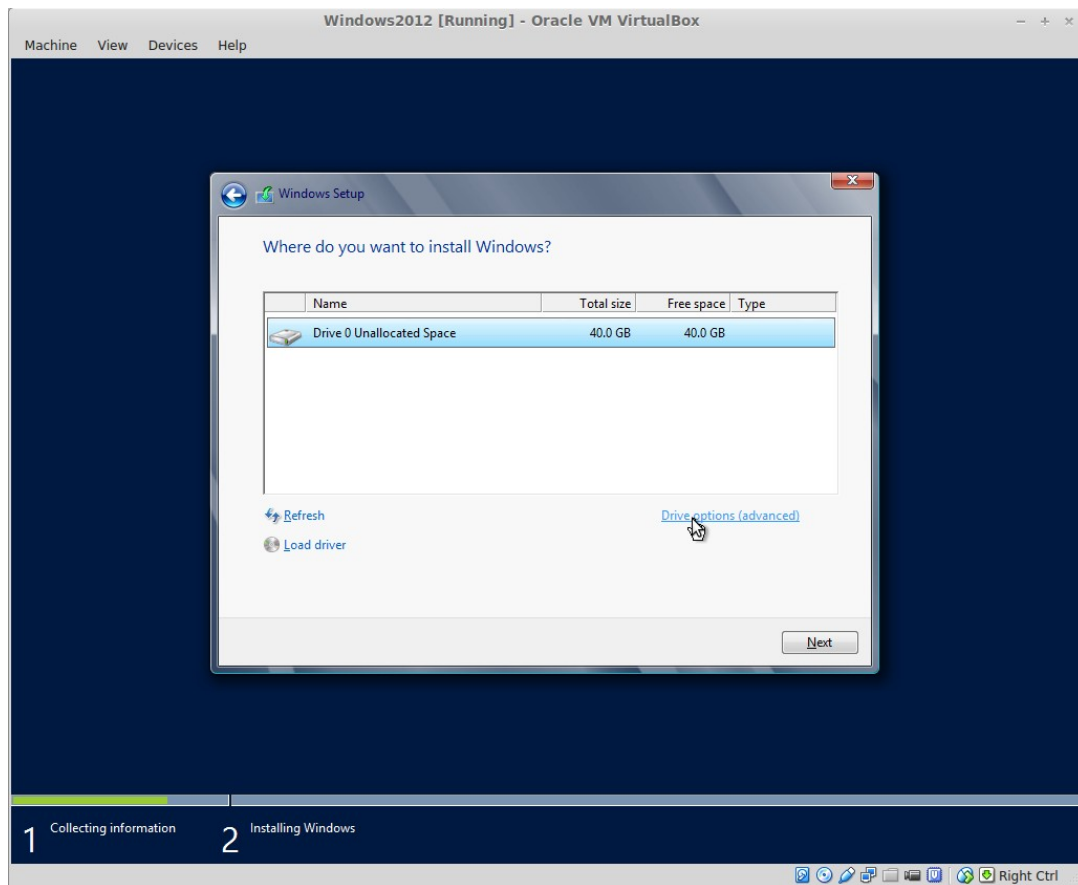 Windows2012 [Running] - Oracle VM VirtualBox
Machine View Devices Help
Windows Setup
Where do you want to install Windows?
Name Total size Free space Type
Drive 0 Unallocated Space 40.0 GB 40.0 GB
Refresh Drive options (advanced)
Load driver
Next
1 Collecting information 2 Installing Windows
Right Ctrl